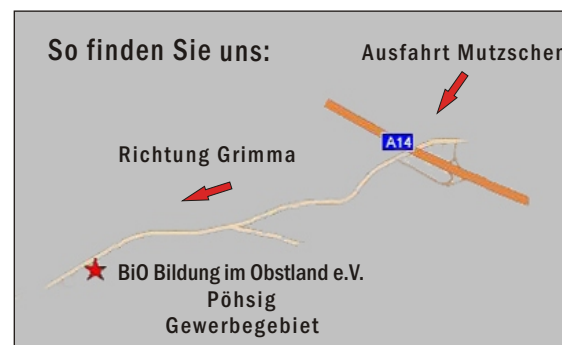 So finden Sie uns:
Ausfahrt Mutzschen
A14
Richtung Grimma
BiO Bildung im Obstland e.V.
Pöhsig
Gewerbegebiet